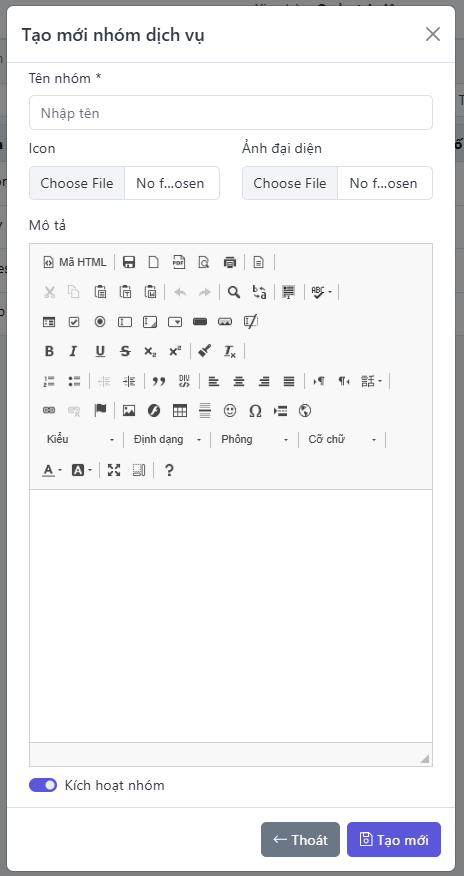 Tạo mới nhóm dịch vụ
Tên nhóm *
Nhập tên
Icon
Ảnh đại diện
Choose File No f...osen
Choose File No f...osen
Mô tả
Mã HTML
Kiểu
Định dạng
Phông
Cỡ chữ
Kích hoạt nhóm
Thoát
Tạo mới